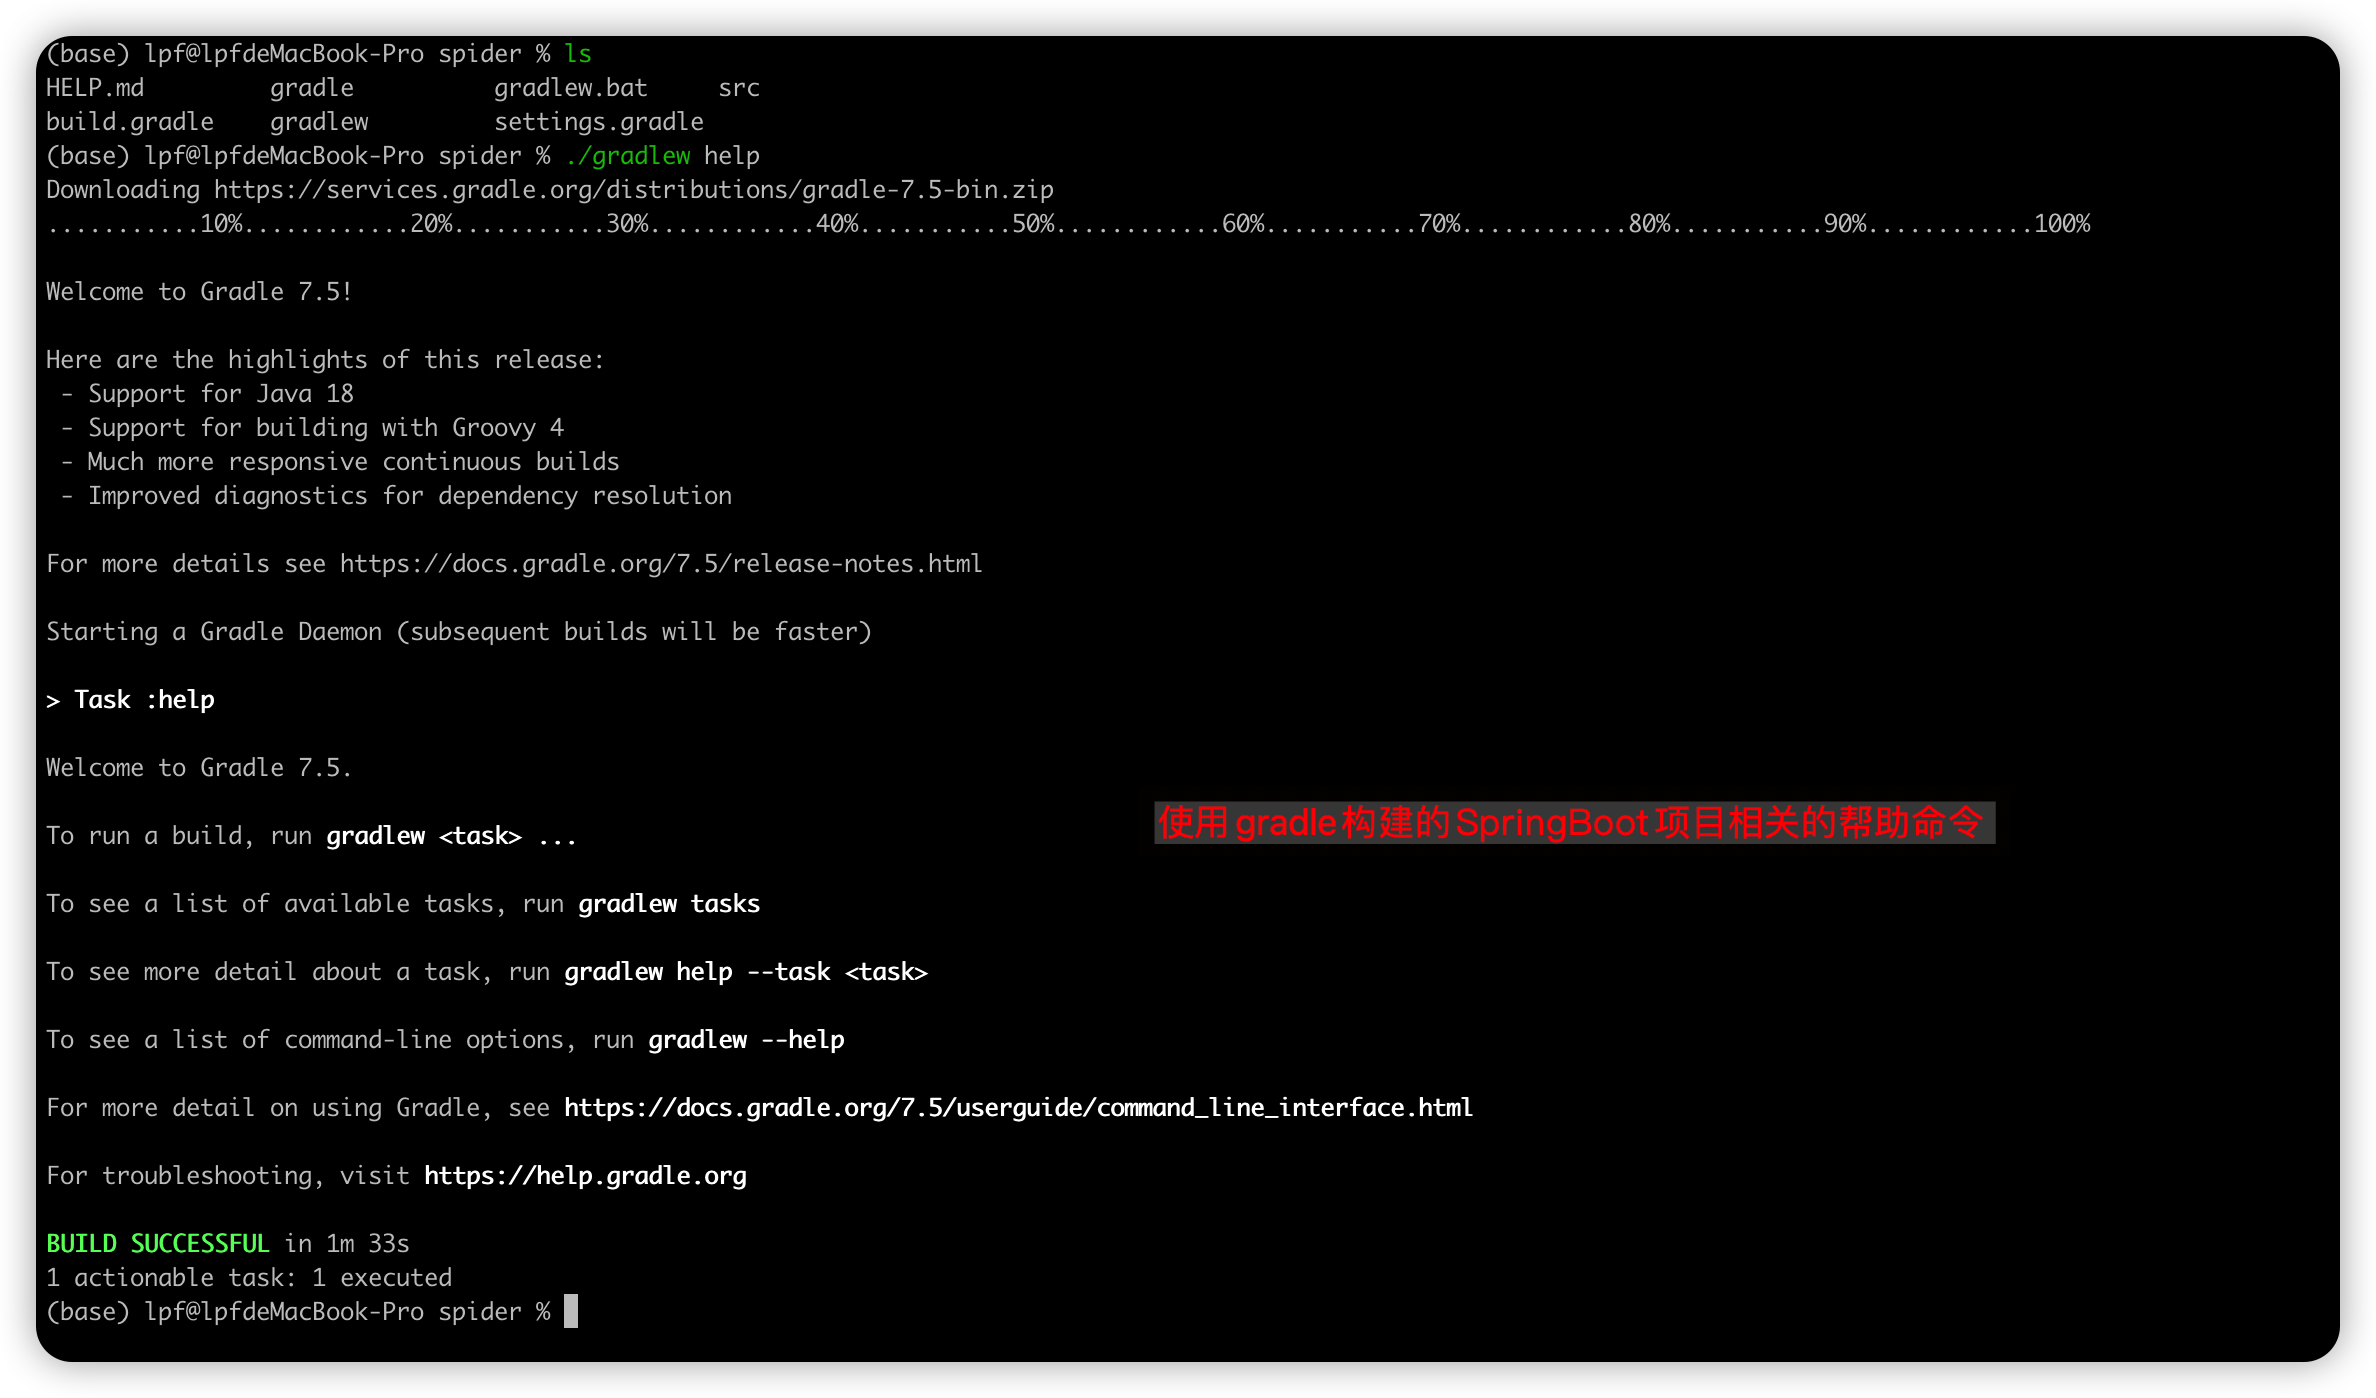 (base) lpf@lpfdeMacBook-Pro spider % ls
HELP.md         gradle          gradlew.bat     src
build.gradle    gradlew         settings.gradle
(base) lpf@lpfdeMacBook-Pro spider % ./gradlew help
Downloading https://services.gradle.org/distributions/gradle-7.5-bin.zip
...........10%............20%...........30%............40%...........50%............60%...........70%............80%...........90%............100%
Welcome to Gradle 7.5!
Here are the highlights of this release:
 - Support for Java 18
 - Support for building with Groovy 4
 - Much more responsive continuous builds
 - Improved diagnostics for dependency resolution
For more details see https://docs.gradle.org/7.5/release-notes.html
Starting a Gradle Daemon (subsequent builds will be faster)
> Task :help
Welcome to Gradle 7.5.
使用gradle构建的SpringBoot项目相关的帮助命令
To run a build, run gradlew <task> ...
To see a list of available tasks, run gradlew tasks
To see more detail about a task, run gradlew help --task <task>
To see a list of command-line options, run gradlew --help
For more detail on using Gradle, see https://docs.gradle.org/7.5/userguide/command_line_interface.html
For troubleshooting, visit https://help.gradle.org
BUILD SUCCESSFUL in 1m 33s
1 actionable task: 1 executed
(base) lpf@lpfdeMacBook-Pro spider %